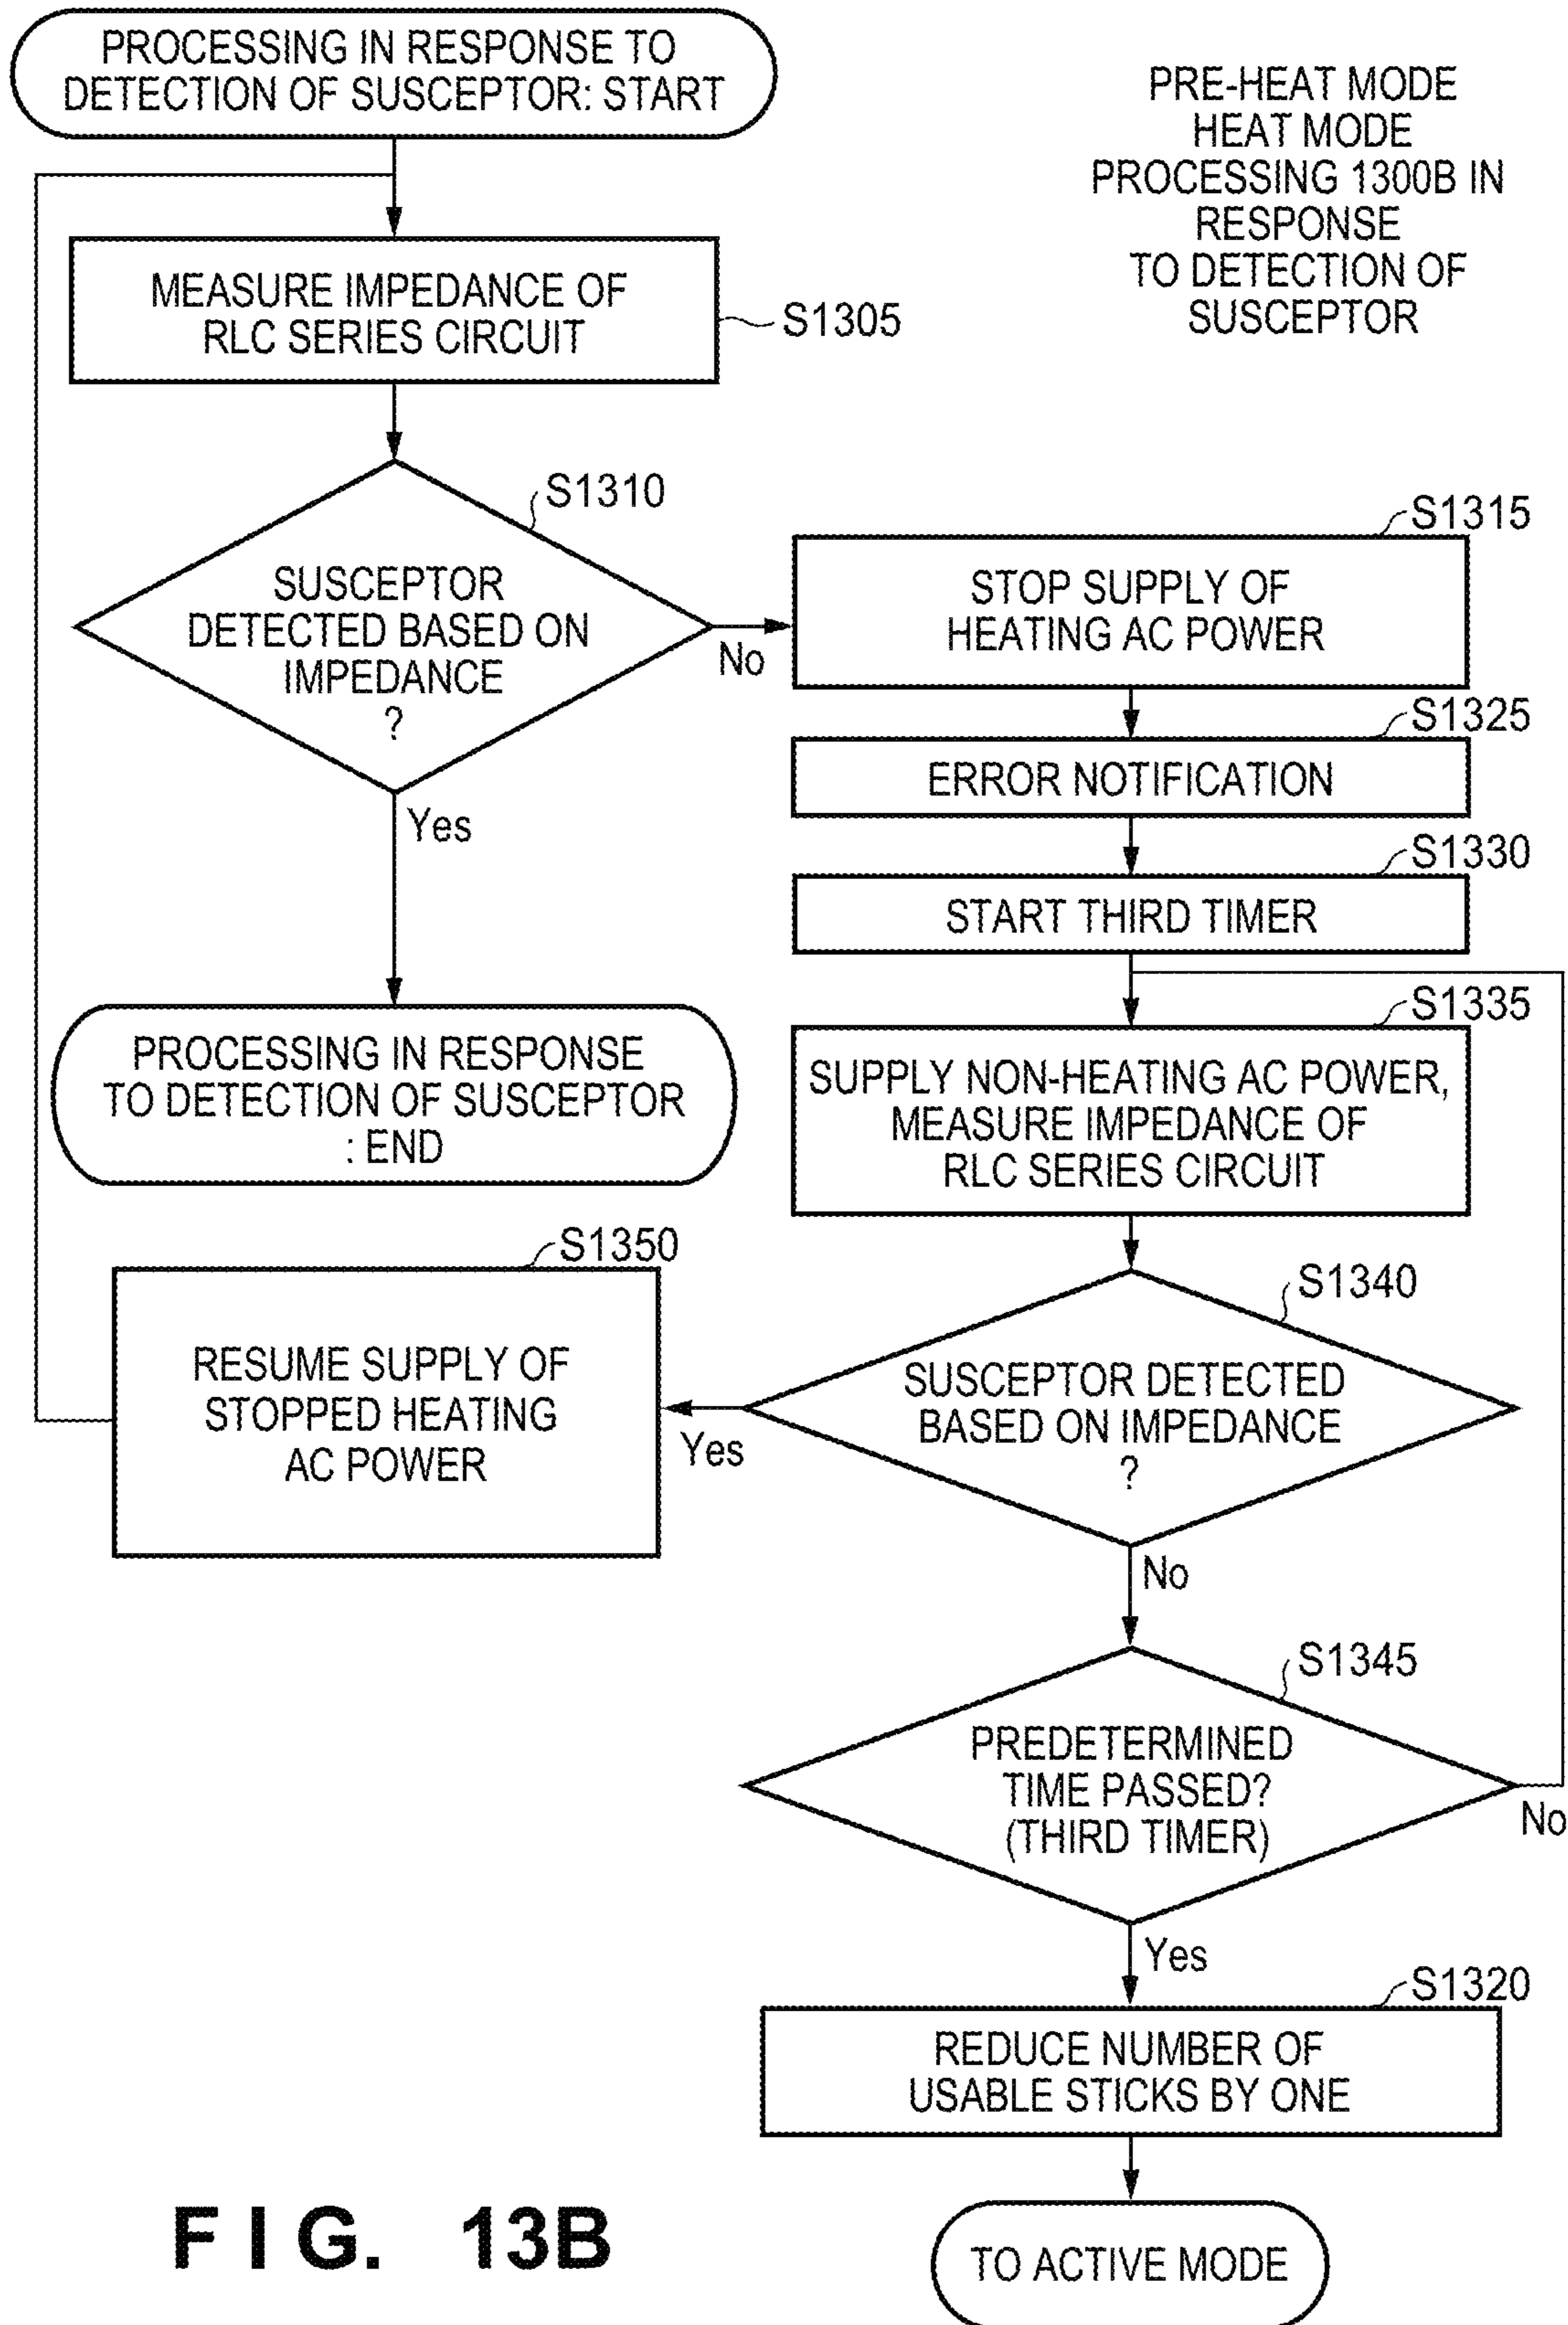 PROCESSING IN RESPONSE TO
DETECTION OF SUSCEPTOR: START
PRE-HEAT MODE
HEAT MODE
PROCESSING 1300B IN
RESPONSE
TO DETECTION OF
SUSCEPTOR
MEASURE IMPEDANCE OF
RLC SERIES CIRCUIT
S1305
S1310
SUSCEPTOR
DETECTED BASED ON
IMPEDANCE
?
No
Yes
S1315
STOP SUPPLY OF
HEATING AC POWER
S1325
ERROR NOTIFICATION
S1330
START THIRD TIMER
PROCESSING IN RESPONSE
TO DETECTION OF SUSCEPTOR
: END
S1335
SUPPLY NON-HEATING AC POWER,
MEASURE IMPEDANCE OF
RLC SERIES CIRCUIT
S1340
SUSCEPTOR DETECTED
BASED ON IMPEDANCE
?
Yes
No
S1350
RESUME SUPPLY OF
STOPPED HEATING
AC POWER
S1345
PREDETERMINED
TIME PASSED?
(THIRD TIMER)
No
Yes
S1320
REDUCE NUMBER OF
USABLE STICKS BY ONE
TO ACTIVE MODE
FIG. 13B